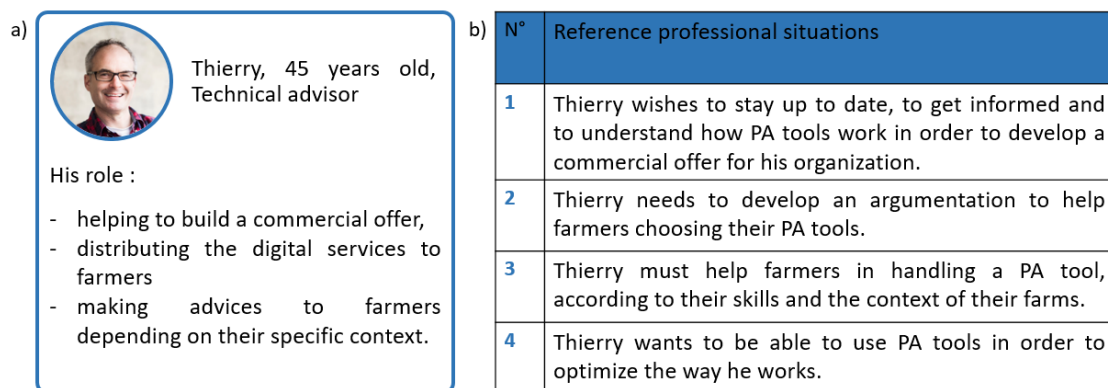 a)
Thierry, 45 years old,
Technical advisor
His role :
- helping to build a commercial offer,
- distributing the digital services to
farmers
- making advices to farmers
depending on their specific context.
b)
N° Reference professional situations
1 Thierry wishes to stay up to date, to get informed and
to understand how PA tools work in order to develop a
commercial offer for his organization.
2 Thierry needs to develop an argumentation to help
farmers choosing their PA tools.
3 Thierry must help farmers in handling a PA tool,
according to their skills and the context of their farms.
4 Thierry wants to be able to use PA tools in order to
optimize the way he works.